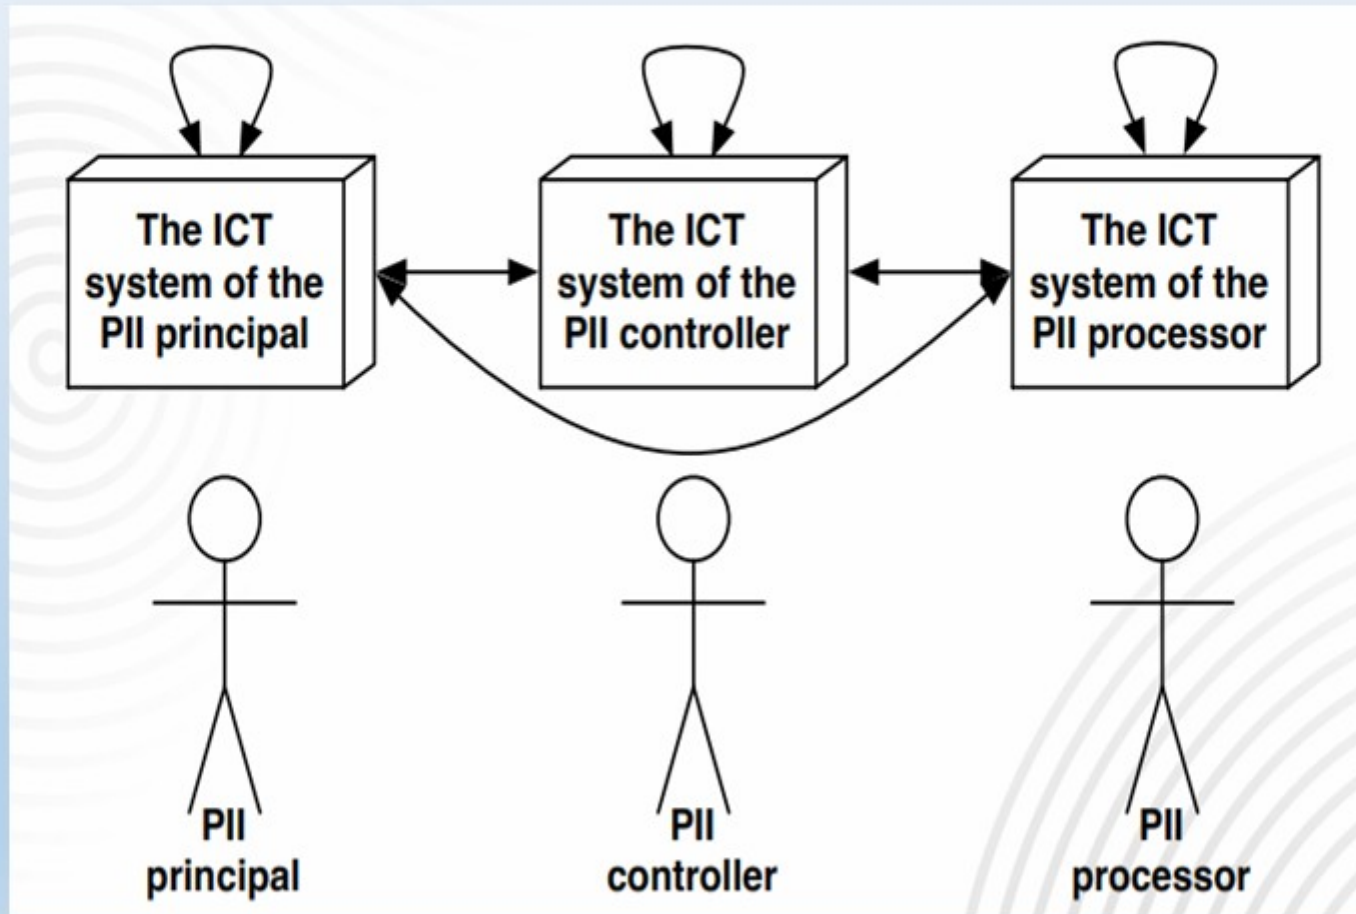 The ICT
system of the
PII principal
The ICT
system of the
PII controller
The ICT
system of the
PII processor
PII
principal
PII
controller
PII
processor